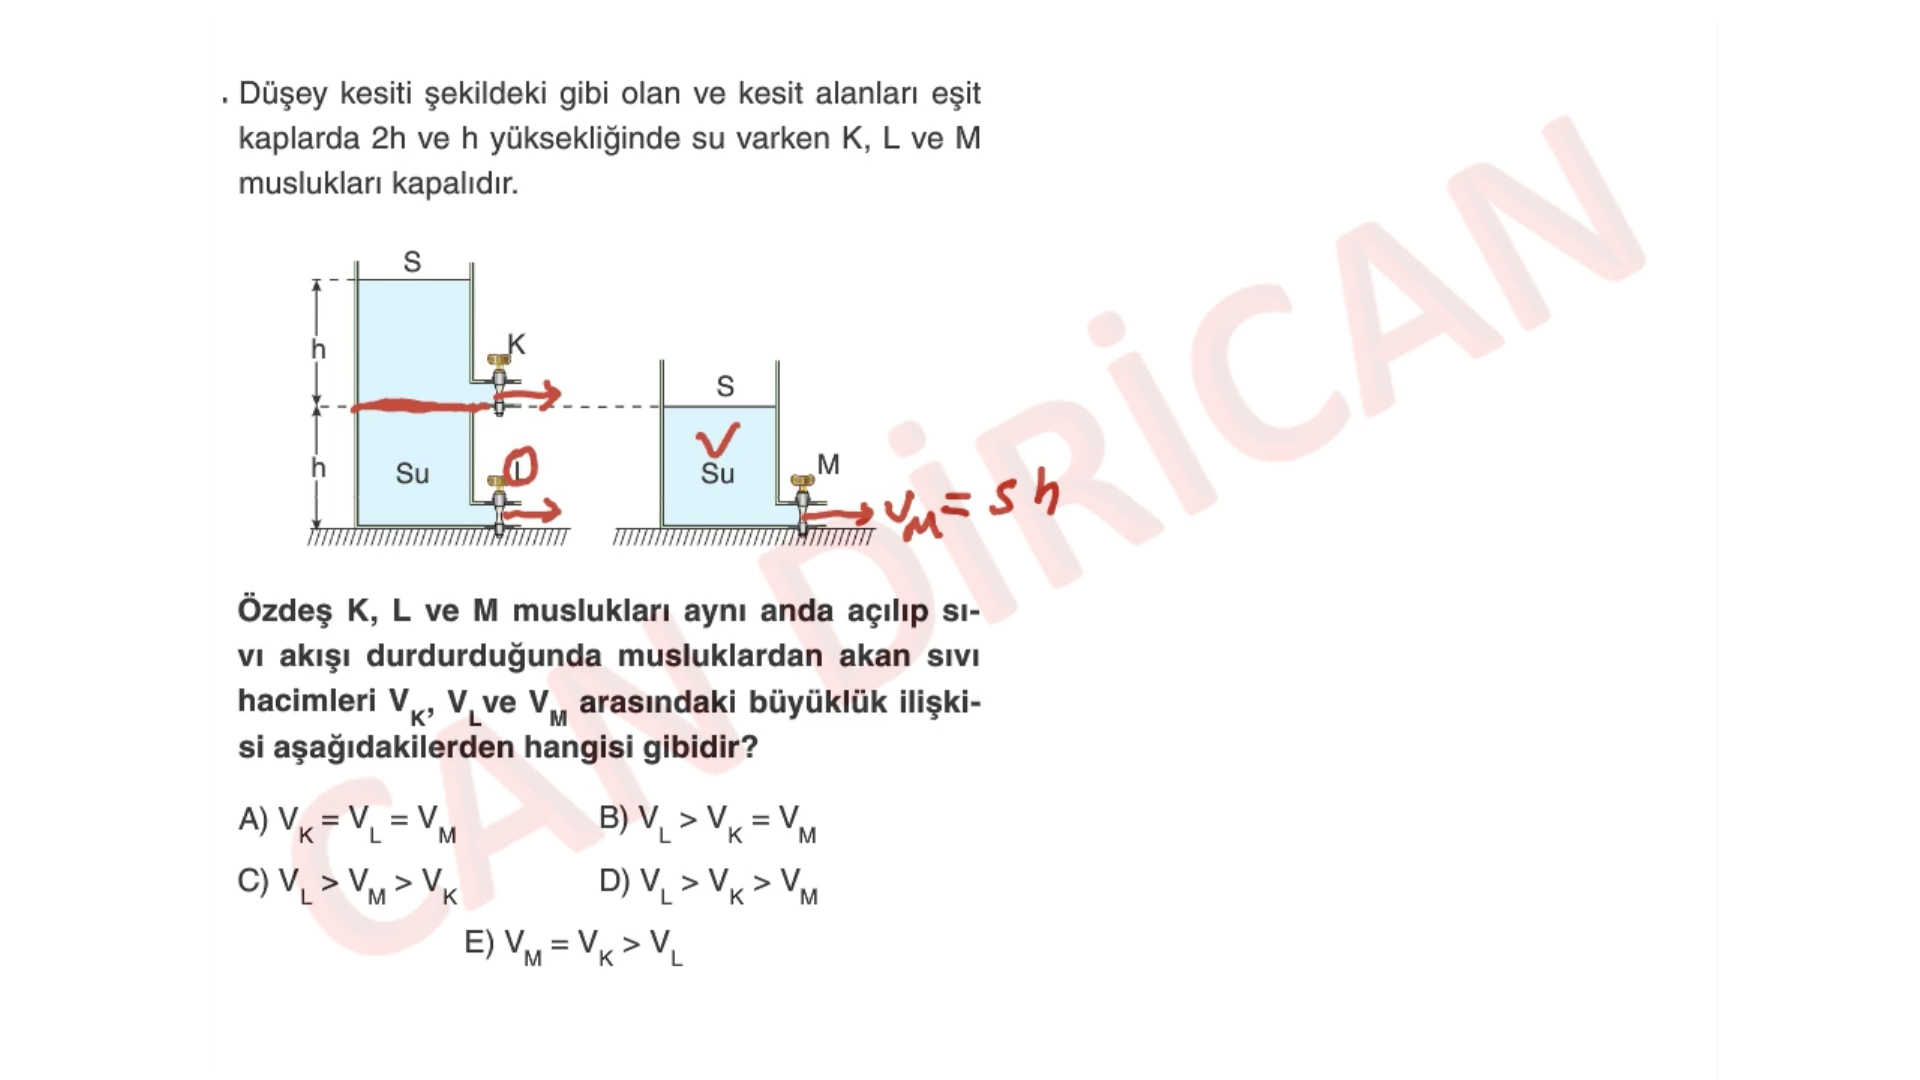 . Düşey kesiti şekildeki gibi olan ve kesit alanları eşit
kaplarda 2h ve h yüksekliğinde su varken K, L ve M
muslukları kapalıdır.
S
h
K
S
h
Su
L
Su
M
V_M = S h
Özdeş K, L ve M muslukları aynı anda açılıp sı-
vı akışı durdurduğunda musluklardan akan sıvı
hacimleri V_K, V_L ve V_M arasındaki büyüklük ilişki-
si aşağıdakilerden hangisi gibidir?
A) V_K = V_L = V_M
B) V_L > V_K = V_M
C) V_L > V_M > V_K
D) V_L > V_K > V_M
E) V_M = V_K > V_L
CAN DİRİCAN